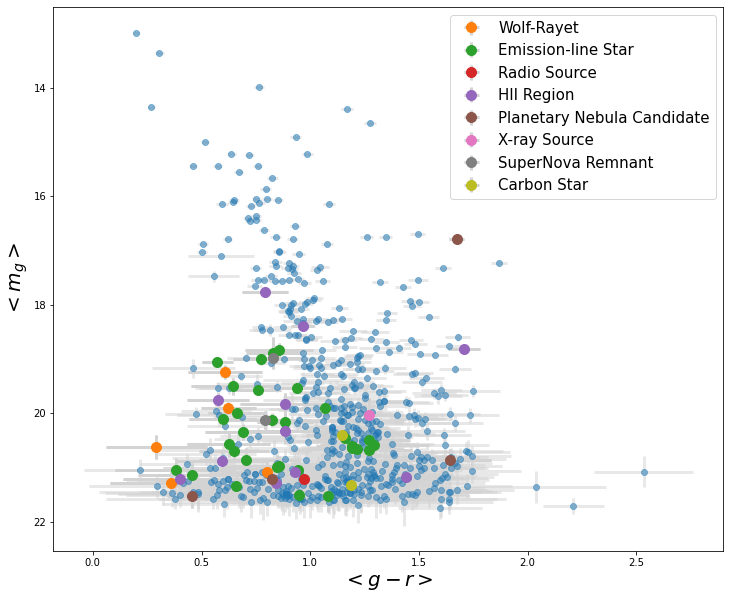 Wolf-Rayet
Emission-line Star
Radio Source
HII Region
Planetary Nebula Candidate
X-ray Source
SuperNova Remnant
Carbon Star
14
16
18
20
22
< m_g >
0.0 0.5 1.0 1.5 2.0 2.5
< g − r >